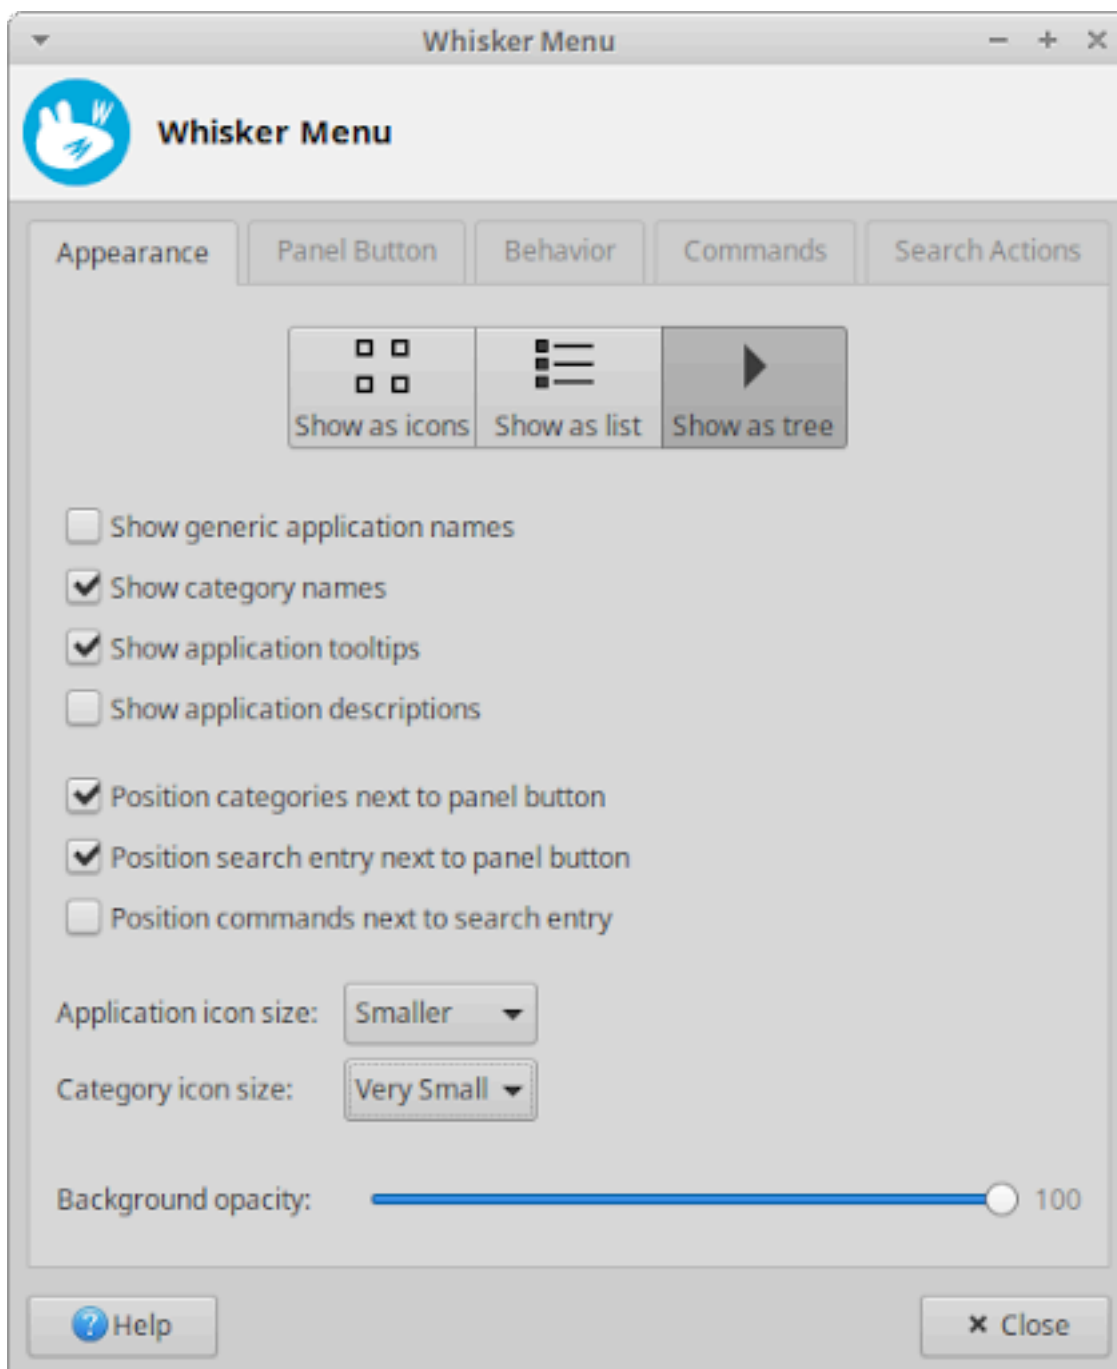 Whisker Menu
Whisker Menu
Appearance
Panel Button
Behavior
Commands
Search Actions
Show as icons
Show as list
Show as tree
Show generic application names
Show category names
Show application tooltips
Show application descriptions
Position categories next to panel button
Position search entry next to panel button
Position commands next to search entry
Application icon size: Smaller
Category icon size: Very Small
Background opacity: 100
Help
Close